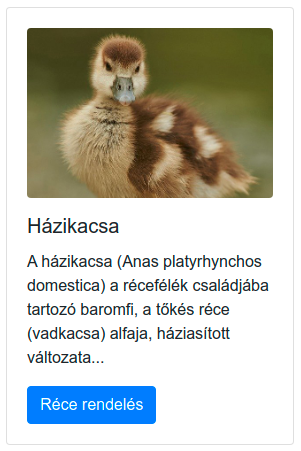 Házikacsa
A házikacsa (Anas platyrhynchos
domestica) a récefélék családjába
tartozó baromfi, a tőkés réce
(vadkacsa) alfaja, háziasított
változata...
Réce rendelés